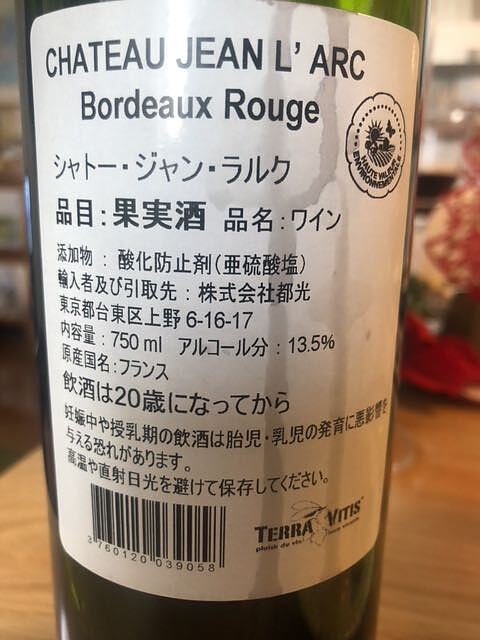 CHATEAU JEAN L' ARC
Bordeaux Rouge
HAUTE VALEUR ENVIRONNEMENTALE
シャトー・ジャン・ラルク
品目：果実酒 品名：ワイン
添加物 ： 酸化防止剤（亜硫酸塩）
輸入者及び引取先 ： 株式会社都光
東京都台東区上野 6-16-17
内容量：750 ml アルコール分：13.5%
原産国名：フランス
飲酒は20歳になってから
妊娠中や授乳期の飲酒は胎児・乳児の発育に悪影響を
与える恐れがあります。
高温や直射日光を避けて保存してください。
3 760120 039058
TERRA VITIS